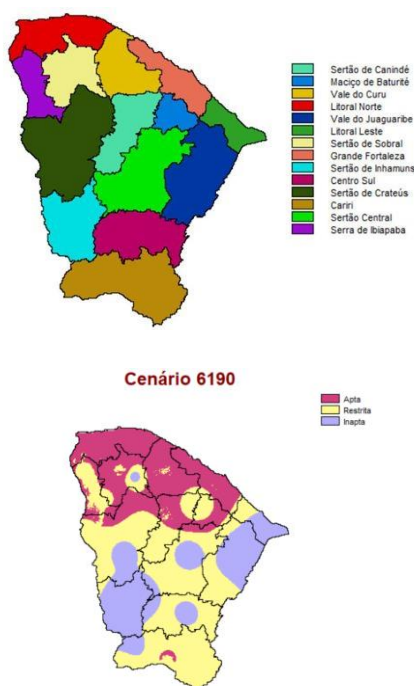 Sertão de Canindé
Maciço de Baturité
Vale do Curu
Litoral Norte
Vale do Juaguaribe
Litoral Leste
Sertão de Sobral
Grande Fortaleza
Sertão de Inhamuns
Centro Sul
Sertão de Crateús
Cariri
Sertão Central
Serra de Ibiapaba
Cenário 6190
Apta
Restrita
Inapta